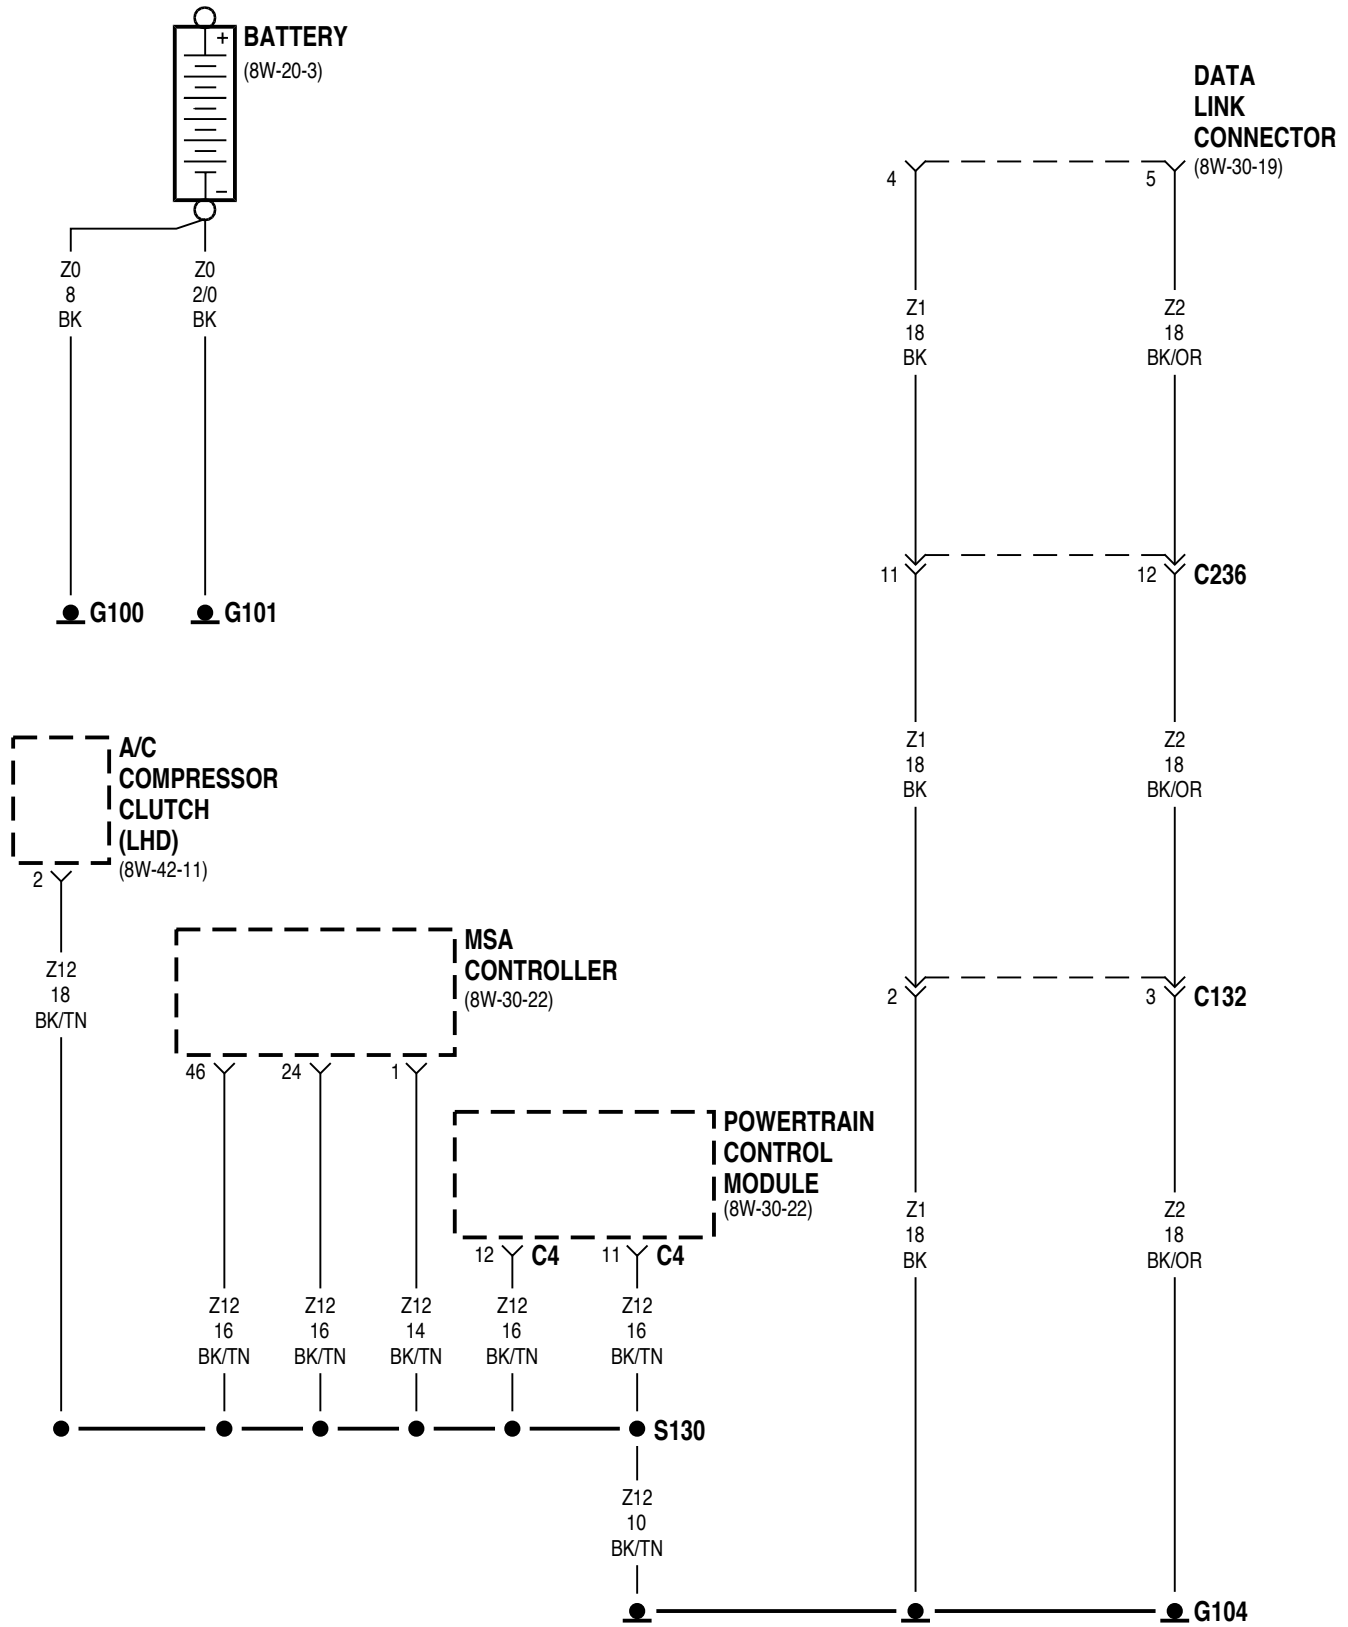 +
BATTERY
(8W-20-3)
–
DATA
LINK
CONNECTOR
(8W-30-19)
4
5
Z0
8
BK
Z0
2/0
BK
Z1
18
BK
Z2
18
BK/OR
11
12
C236
G100
G101
A/C
COMPRESSOR
CLUTCH
(LHD)
(8W-42-11)
2
Z12
18
BK/TN
Z1
18
BK
Z2
18
BK/OR
MSA
CONTROLLER
(8W-30-22)
46
24
1
2
3
C132
POWERTRAIN
CONTROL
MODULE
(8W-30-22)
12
C4
11
C4
Z1
18
BK
Z2
18
BK/OR
Z12
16
BK/TN
Z12
16
BK/TN
Z12
14
BK/TN
Z12
16
BK/TN
Z12
16
BK/TN
S130
Z12
10
BK/TN
G104